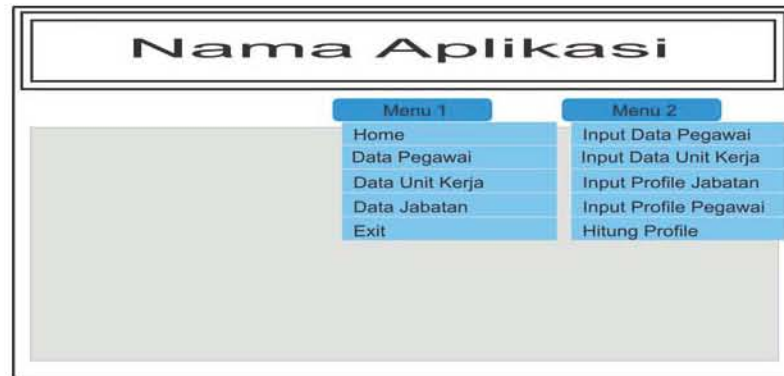 Nama Aplikasi
Menu 1
Home
Data Pegawai
Data Unit Kerja
Data Jabatan
Exit
Menu 2
Input Data Pegawai
Input Data Unit Kerja
Input Profile Jabatan
Input Profile Pegawai
Hitung Profile